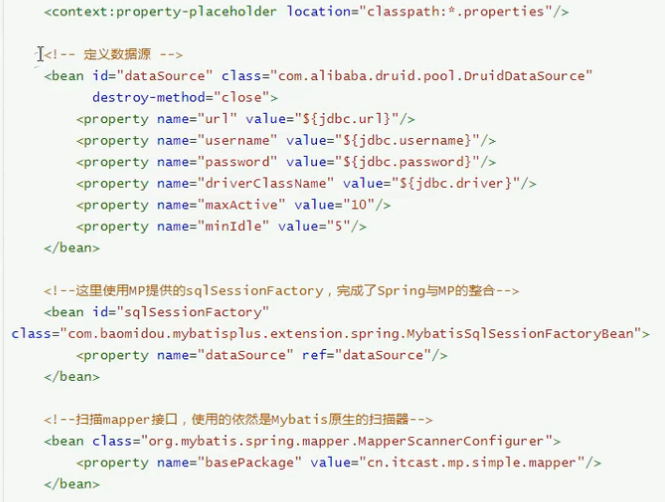 <context:property-placeholder location="classpath:*.properties"/>
<!-- 定义数据源 -->
<bean id="dataSource" class="com.alibaba.druid.pool.DruidDataSource"
destroy-method="close">
<property name="url" value="${jdbc.url}"/>
<property name="username" value="${jdbc.username}"/>
<property name="password" value="${jdbc.password}"/>
<property name="driverClassName" value="${jdbc.driver}"/>
<property name="maxActive" value="10"/>
<property name="minIdle" value="5"/>
</bean>
<!--这里使用MP提供的sqlSessionFactory，完成了Spring与MP的整合-->
<bean id="sqlSessionFactory"
class="com.baomidou.mybatisplus.extension.spring.MybatisSqlSessionFactoryBean">
<property name="dataSource" ref="dataSource"/>
</bean>
<!--扫描mapper接口，使用的依然是Mybatis原生的扫描器-->
<bean class="org.mybatis.spring.mapper.MapperScannerConfigurer">
<property name="basePackage" value="cn.itcast.mp.simple.mapper"/>
</bean>